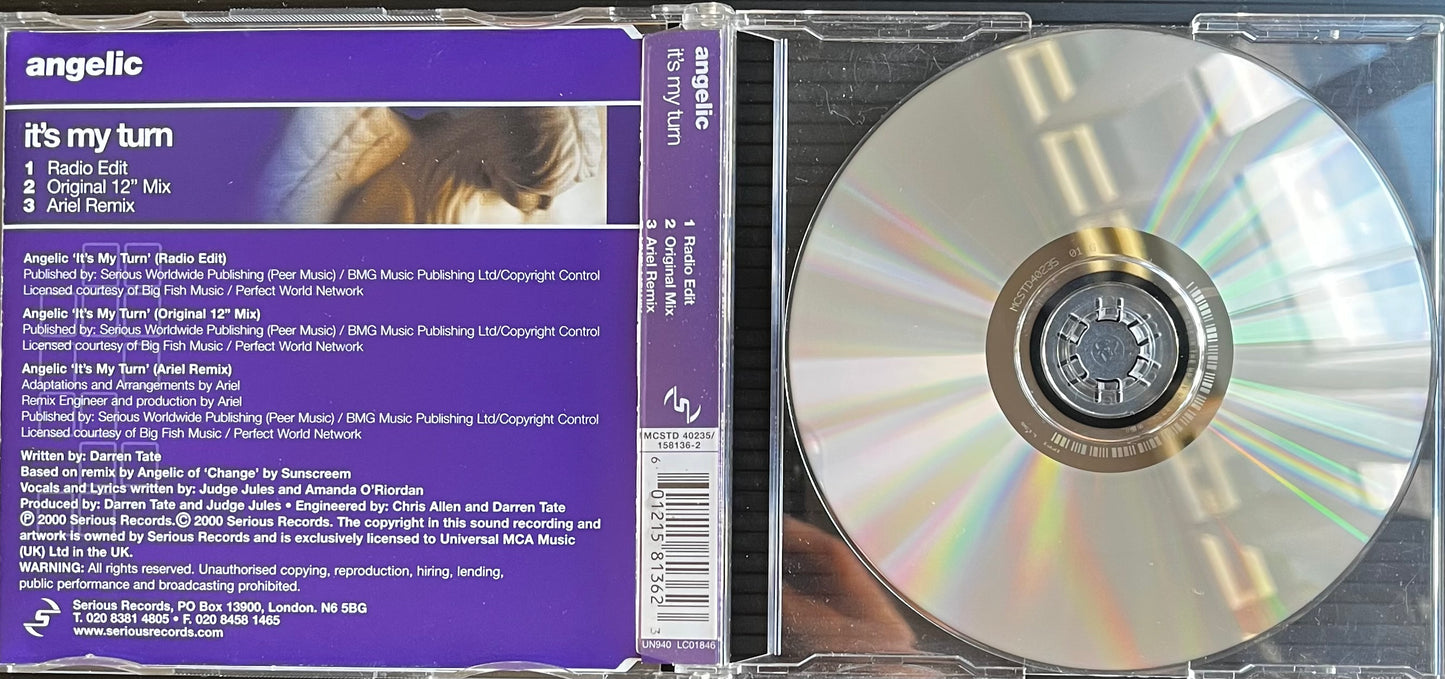 angelic
it's my turn
1 Radio Edit
2 Original 12” Mix
3 Ariel Remix
Angelic ‘It’s My Turn’ (Radio Edit)
Published by: Serious Worldwide Publishing (Peer Music) / BMG Music Publishing Ltd/Copyright Control
Licensed courtesy of Big Fish Music / Perfect World Network
Angelic ‘It’s My Turn’ (Original 12” Mix)
Published by: Serious Worldwide Publishing (Peer Music) / BMG Music Publishing Ltd/Copyright Control
Licensed courtesy of Big Fish Music / Perfect World Network
Angelic ‘It’s My Turn’ (Ariel Remix)
Adaptations and Arrangements by Ariel
Remix Engineer and production by Ariel
Published by: Serious Worldwide Publishing (Peer Music) / BMG Music Publishing Ltd/Copyright Control
Licensed courtesy of Big Fish Music / Perfect World Network
Written by: Darren Tate
Based on remix by Angelic of ‘Change’ by Sunscreem
Vocals and Lyrics written by: Judge Jules and Amanda O’Riordan
Produced by: Darren Tate and Judge Jules • Engineered by: Chris Allen and Darren Tate
℗ 2000 Serious Records.© 2000 Serious Records. The copyright in this sound recording and
artwork is owned by Serious Records and is exclusively licensed to Universal MCA Music
(UK) Ltd in the UK.
WARNING: All rights reserved. Unauthorised copying, reproduction, hiring, lending,
public performance and broadcasting prohibited.
Serious Records, PO Box 13900, London. N6 5BG
T. 020 8381 4805 • F. 020 8458 1465
www.seriousrecords.com
angelic
it's my turn
1 Radio Edit
2 Original Mix
3 Ariel Remix
MCSTD 40235/
158136-2
6 01215 81362 3
UN940 LC01846
MCSTD40235 01